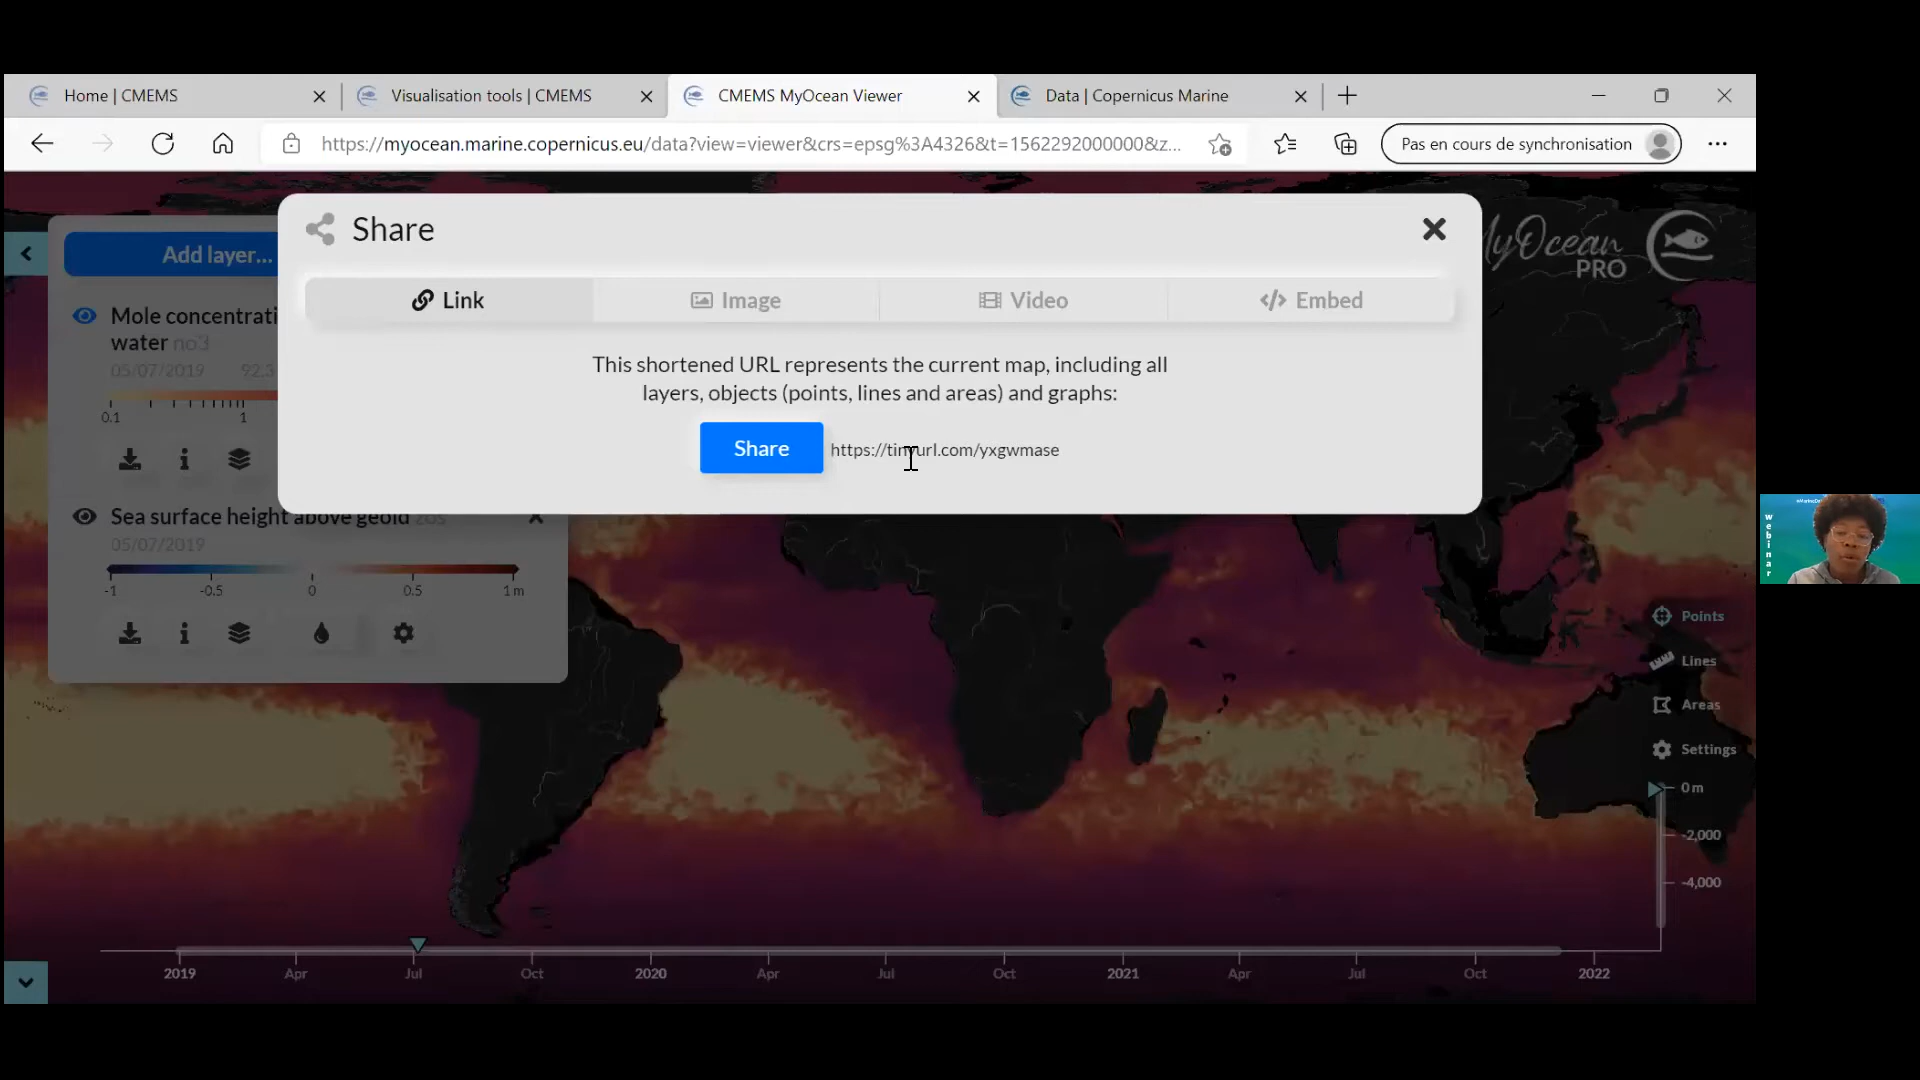 Home | CMEMS
Visualisation tools | CMEMS
CMEMS MyOcean Viewer
Data | Copernicus Marine
https://myocean.marine.copernicus.eu/data?view=viewer&crs=epsg%3A4326&t=1562292000000&z...
Pas en cours de synchronisation
Share
MyOcean
PRO
Add layer...
Link
Image
Video
Embed
Mole concentrati
water no3
05/07/2019 92,3
0.1 1
This shortened URL represents the current map, including all
layers, objects (points, lines and areas) and graphs:
Share https://tinyurl.com/yxgwmase
Sea surface height above geoid zos
05/07/2019
-1 -0.5 0 0.5 1 m
webinar
Points
Lines
Areas
Settings
0 m
-2,000
-4,000
2019 Apr Jul Oct 2020 Apr Jul Oct 2021 Apr Jul Oct 2022